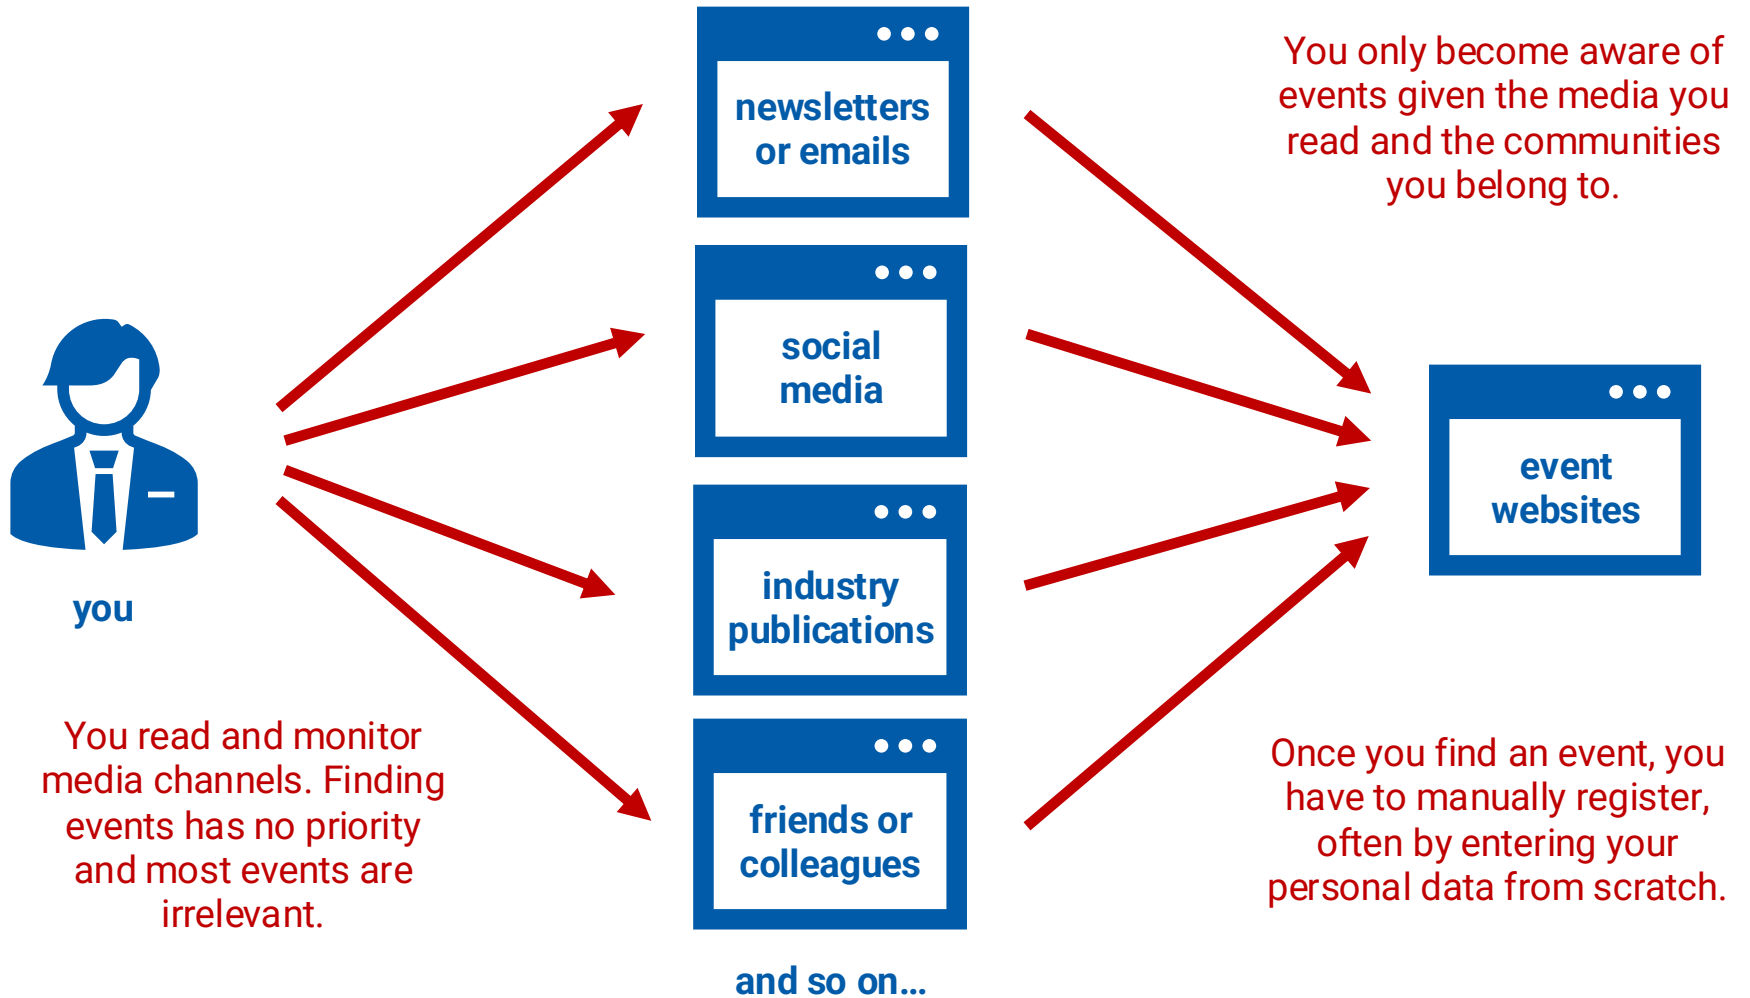 you
You read and monitor
media channels. Finding
events has no priority
and most events are
irrelevant.
newsletters
or emails
social
media
industry
publications
friends or
colleagues
and so on...
You only become aware of
events given the media you
read and the communities
you belong to.
event
websites
Once you find an event, you
have to manually register,
often by entering your
personal data from scratch.